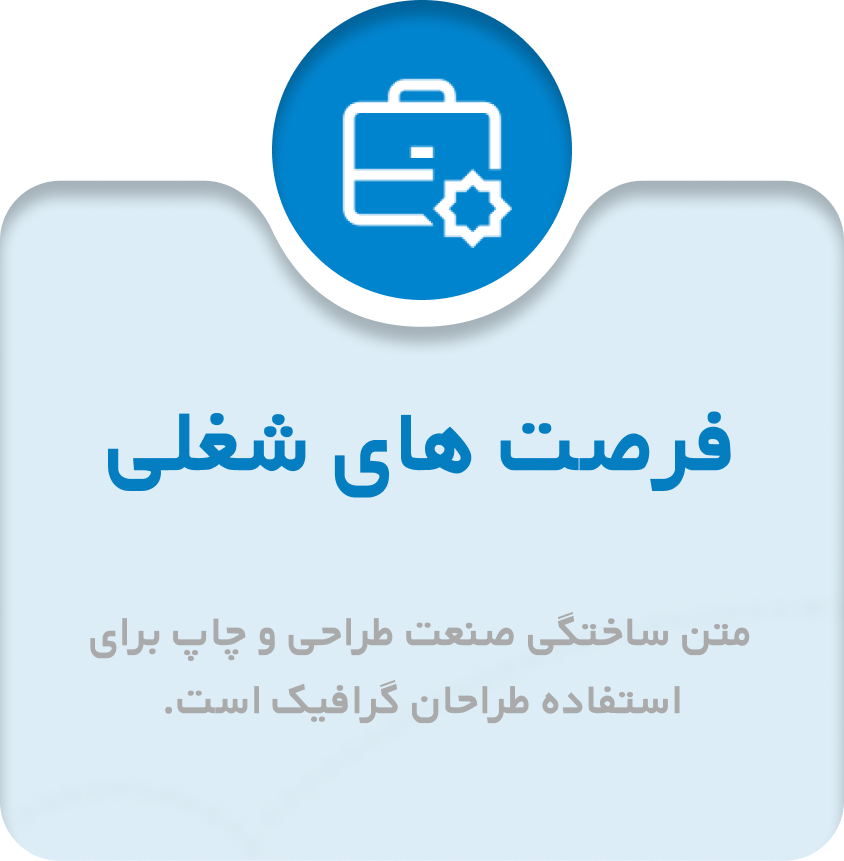 فرصت های شغلی
متن ساختگی صنعت طراحی و چاپ برای
استفاده طراحان گرافیک است.